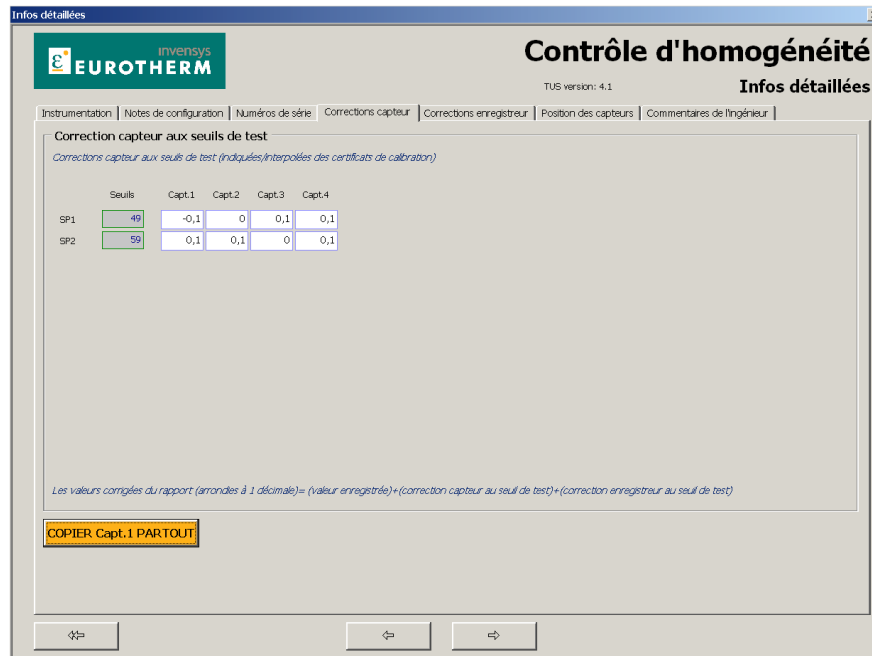 Infos détaillées
invensys
EUROTHERM
Contrôle d'homogénéité
TUS version: 4.1
Infos détaillées
Instrumentation Notes de configuration Numéros de série Corrections capteur Corrections enregistreur Position des capteurs Commentaires de l'ingénieur
Correction capteur aux seuils de test
Corrections capteur aux seuils de test (indiquées/interpolées des certificats de calibration)
Seuils Capt.1 Capt.2 Capt.3 Capt.4
SP1 49 -0,1 0 0,1 0,1
SP2 59 0,1 0,1 0 0,1
Les valeurs corrigées du rapport (arrondies à 1 décimale)= (valeur enregistrée)+(correction capteur au seuil de test)+(correction enregistreur au seuil de test)
COPIER Capt.1 PARTOUT